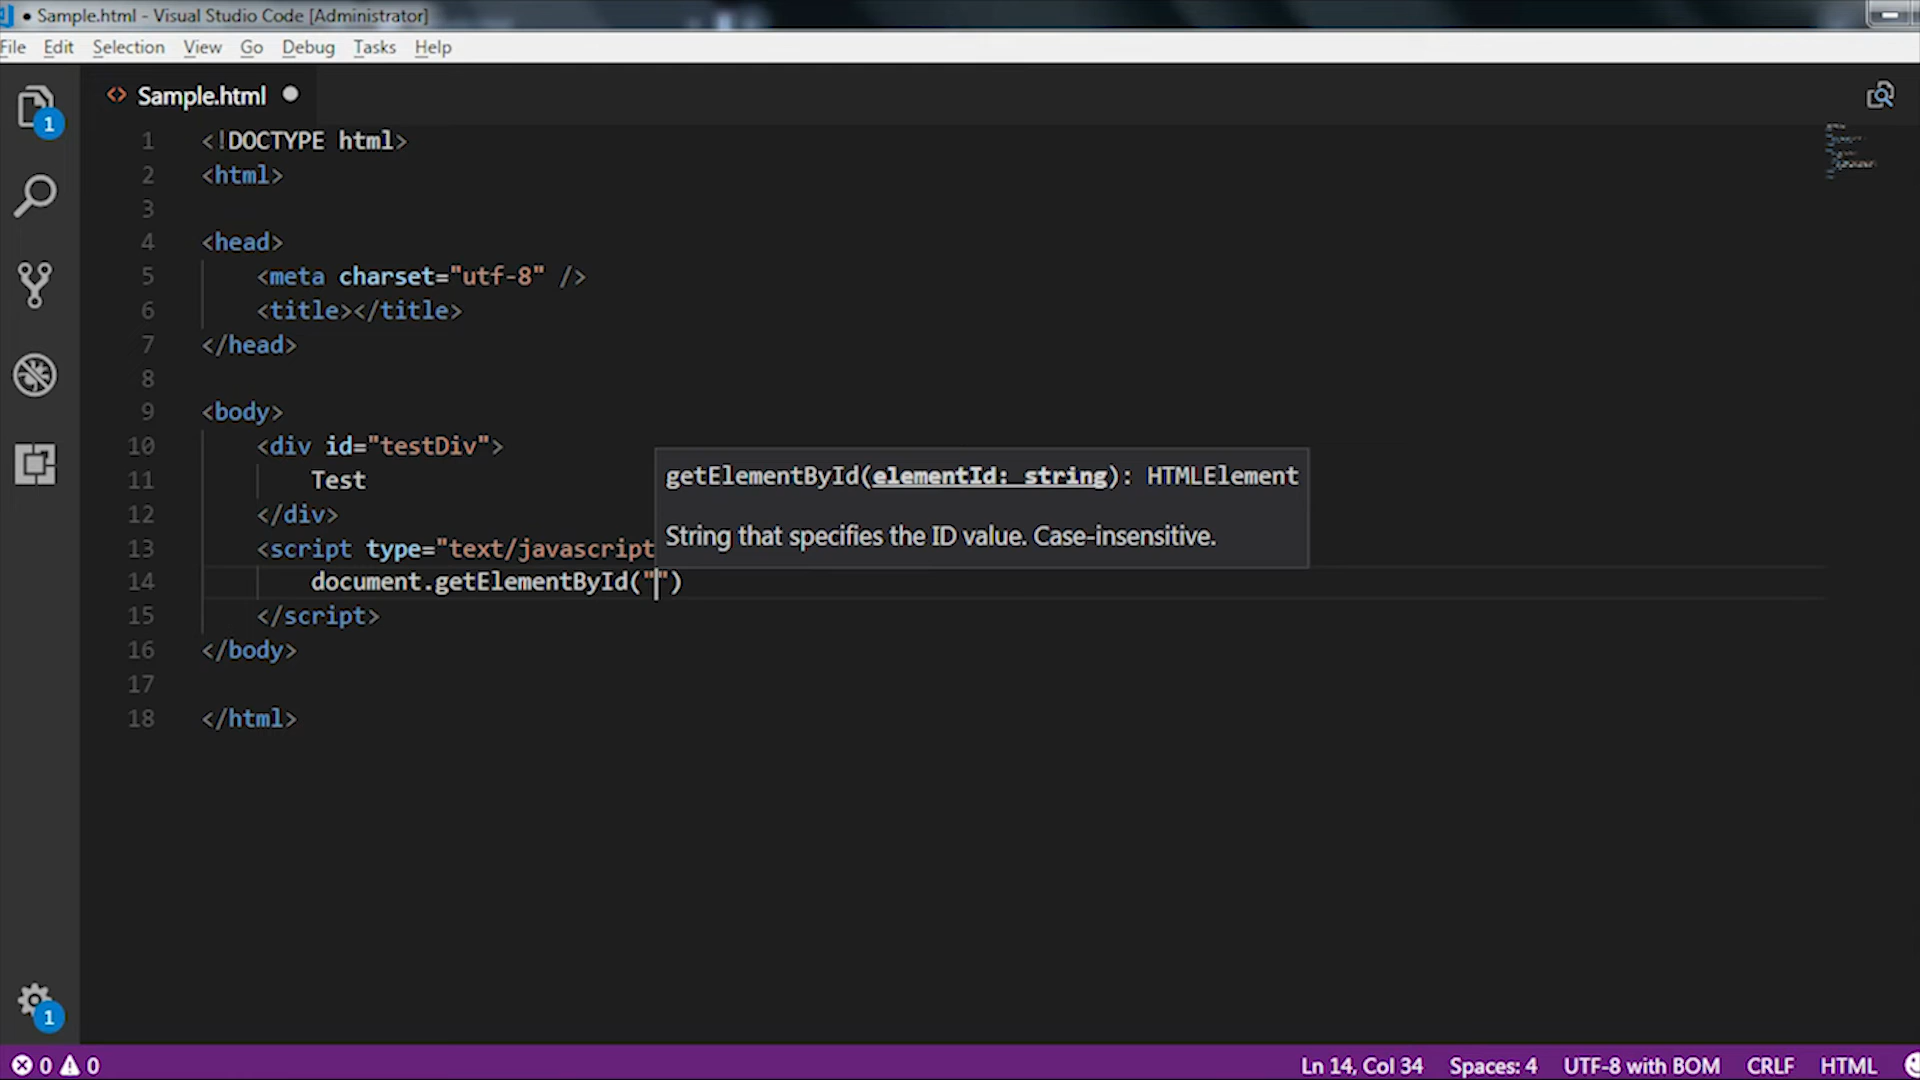 ● Sample.html - Visual Studio Code [Administrator]
File Edit Selection View Go Debug Tasks Help
<> Sample.html ●
1
1 <!DOCTYPE html>
2 <html>
3
4 <head>
5 <meta charset="utf-8" />
6 <title></title>
7 </head>
8
9 <body>
10 <div id="testDiv">
11 Test
12 </div>
getElementById(elementId: string): HTMLElement
String that specifies the ID value. Case-insensitive.
13 <script type="text/javascript
14 document.getElementById("")
15 </script>
16 </body>
17
18 </html>
1
0 0
Ln 14, Col 34 Spaces: 4 UTF-8 with BOM CRLF HTML